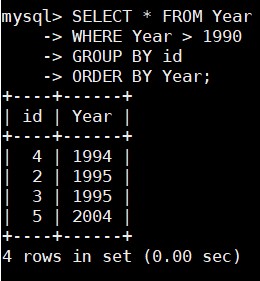 mysql> SELECT * FROM Year
    -> WHERE Year > 1990
    -> GROUP BY id
    -> ORDER BY Year;
+----+------+
| id | Year |
+----+------+
|  4 | 1994 |
|  2 | 1995 |
|  3 | 1995 |
|  5 | 2004 |
+----+------+
4 rows in set (0.00 sec)